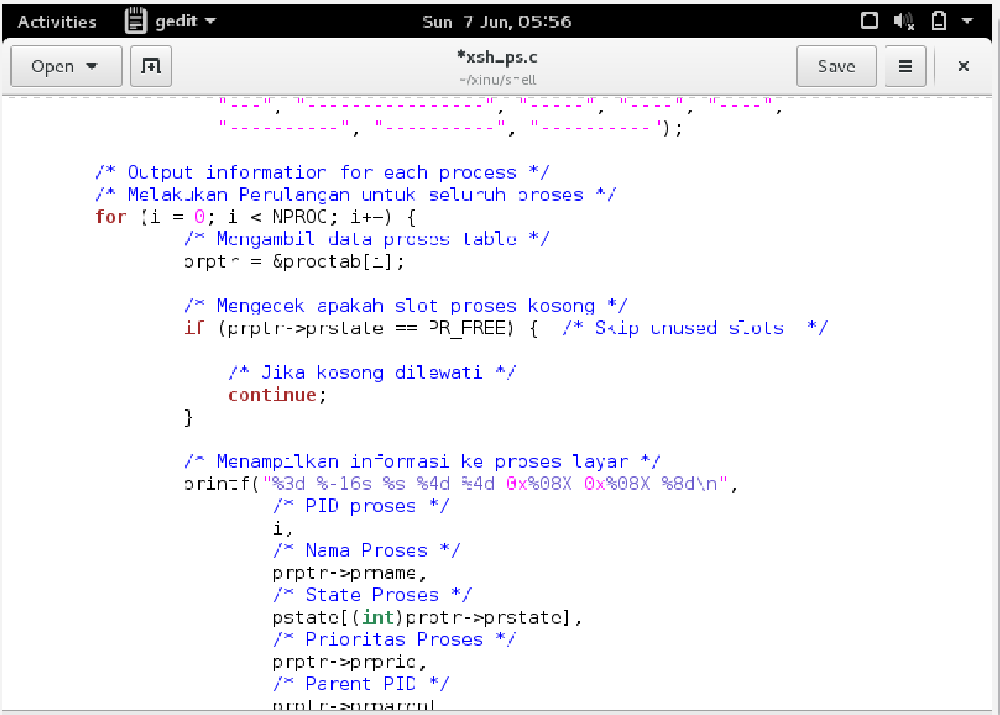 Activities gedit Sun 7 Jun, 05:56
Open *xsh_ps.c Save
~/xinu/shell
"---", "----------------", "-----", "----", "----",
"----------", "----------", "----------");
/* Output information for each process */
/* Melakukan Perulangan untuk seluruh proses */
for (i = 0; i < NPROC; i++) {
/* Mengambil data proses table */
prptr = &proctab[i];
/* Mengecek apakah slot proses kosong */
if (prptr->prstate == PR_FREE) {  /* Skip unused slots  */
/* Jika kosong dilewati */
continue;
}
/* Menampilkan informasi ke proses layar */
printf("%3d %-16s %s %4d %4d 0x%08X 0x%08X %8d\n",
/* PID proses */
i,
/* Nama Proses */
prptr->prname,
/* State Proses */
pstate[(int)prptr->prstate],
/* Prioritas Proses */
prptr->prprio,
/* Parent PID */
prptr->prparent